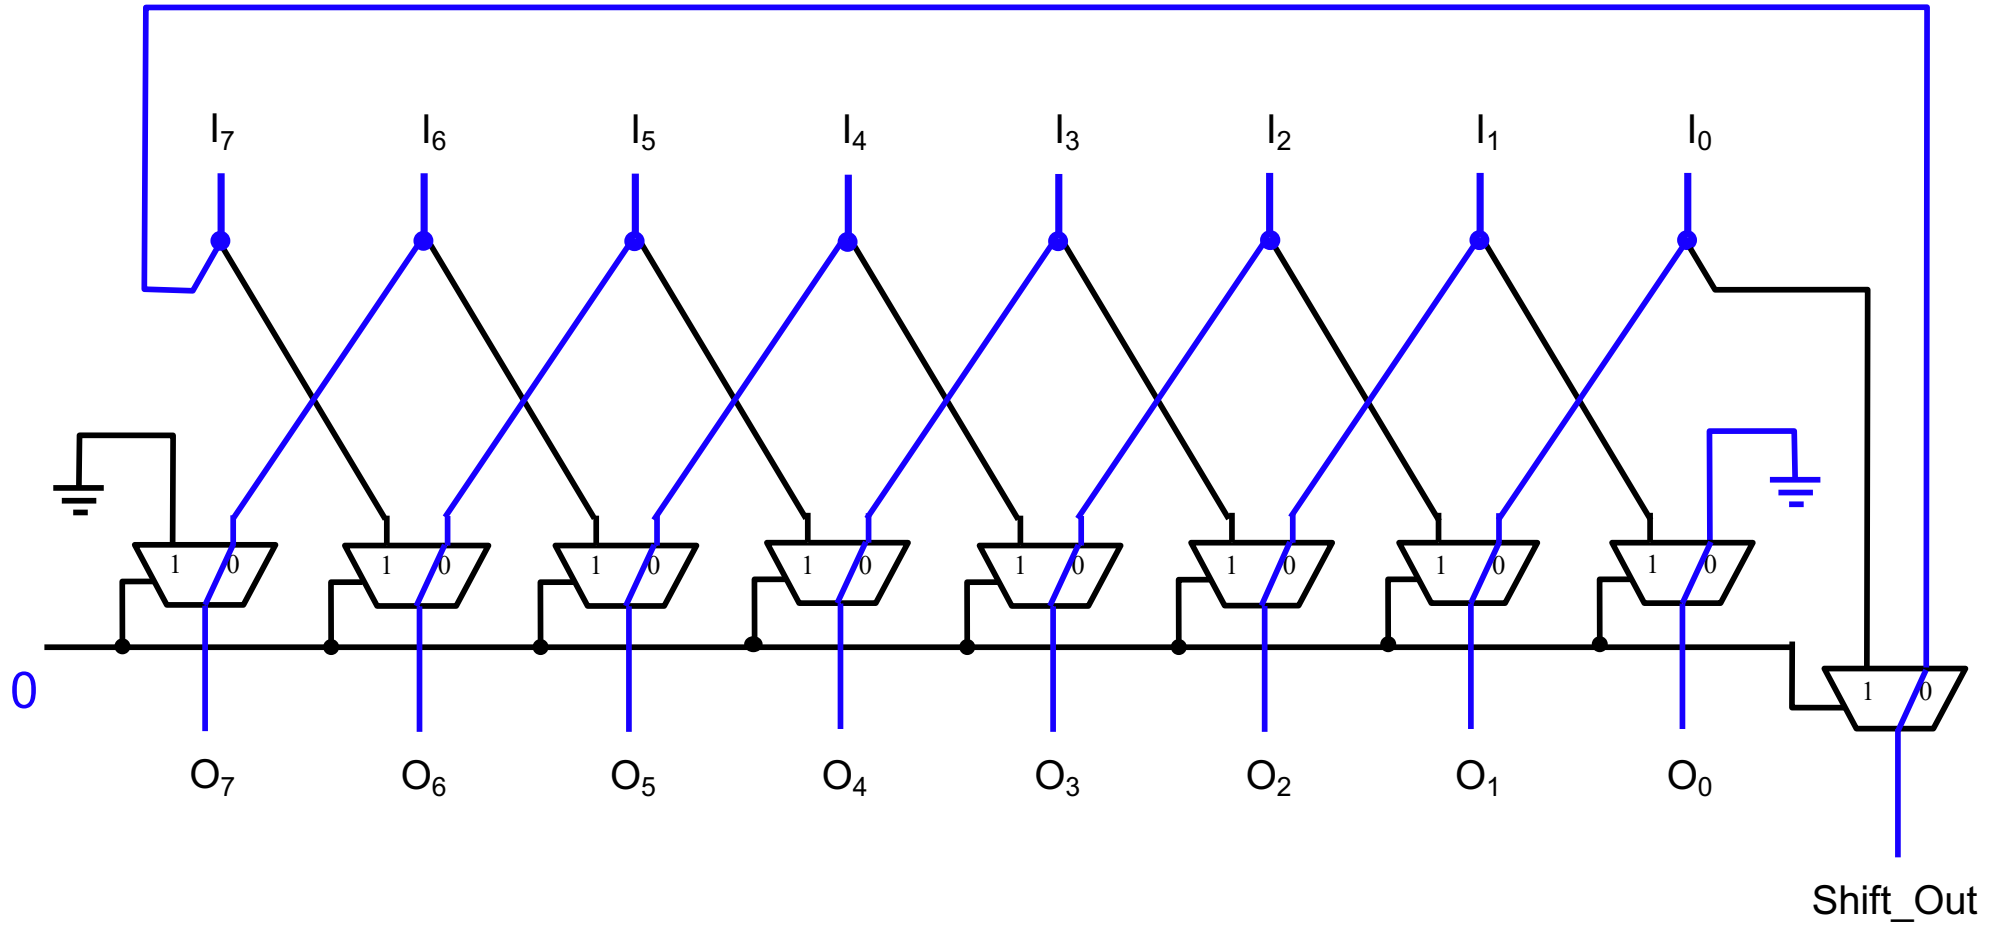 I₇ I₆ I₅ I₄ I₃ I₂ I₁ I₀
1 0 1 0 1 0 1 0 1 0 1 0 1 0 1 0
0 1 0
O₇ O₆ O₅ O₄ O₃ O₂ O₁ O₀
Shift_Out